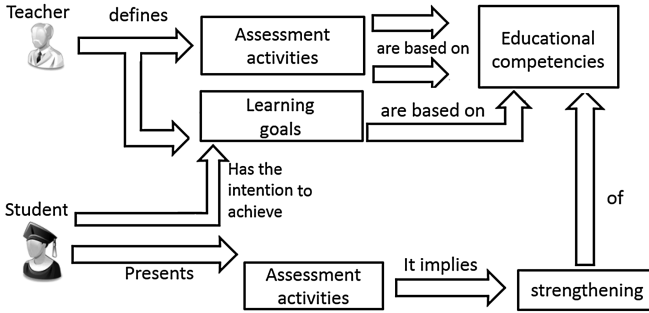 Teacher
defines
Assessment
activities
are based on
Educational
competencies
Learning
goals
are based on
Has the
intention to
achieve
Student
Presents
Assessment
activities
It implies
strengthening
of